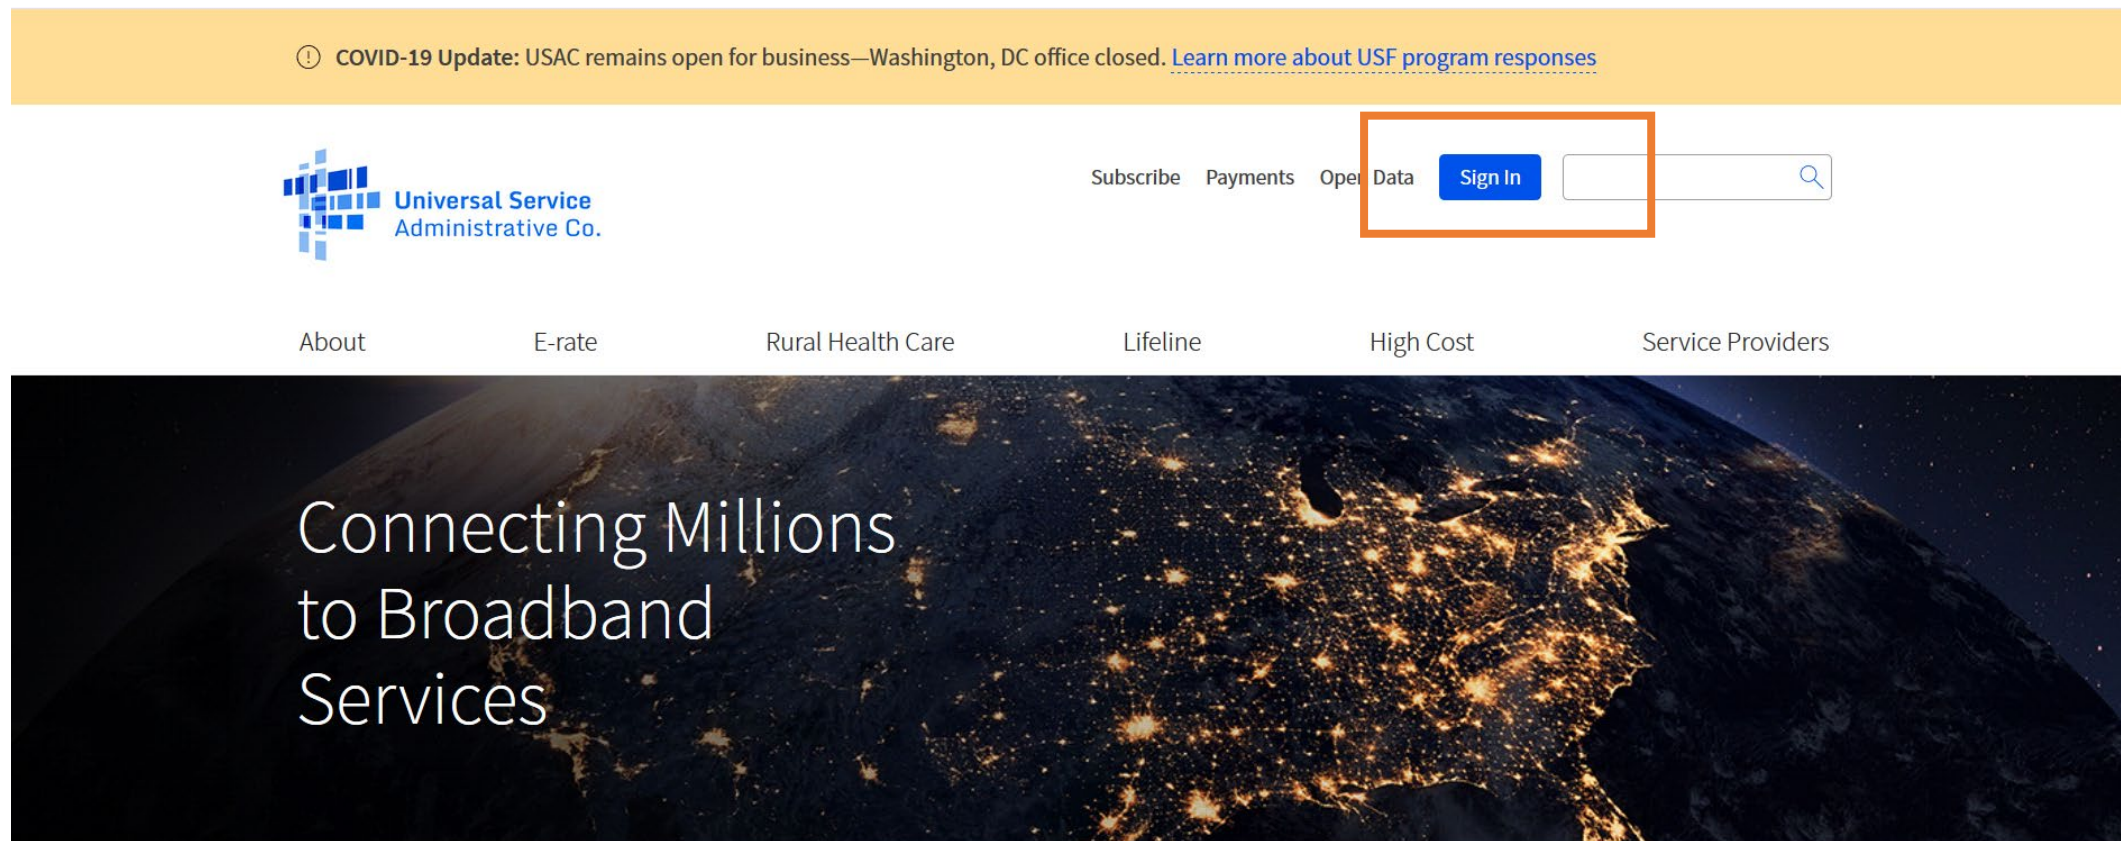 COVID-19 Update: USAC remains open for business—Washington, DC office closed. Learn more about USF program responses
Subscribe Payments Open Data Sign In
Universal Service
Administrative Co.
About E-rate Rural Health Care Lifeline High Cost Service Providers
Connecting Millions
to Broadband
Services